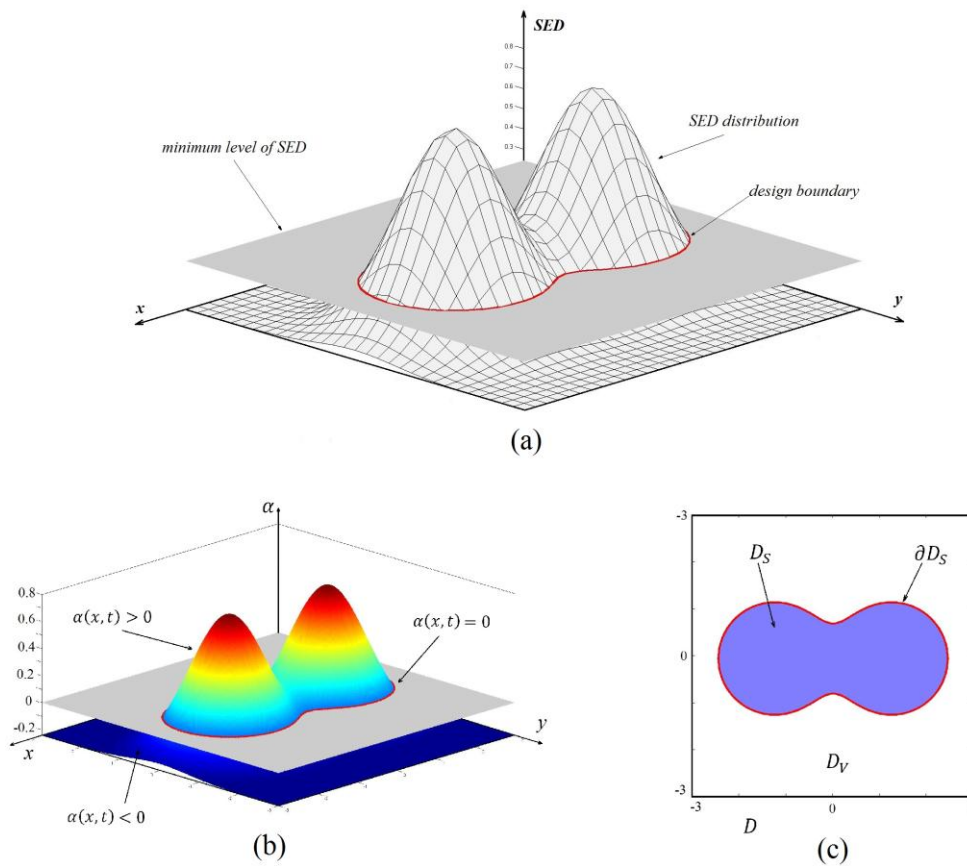 SED
0.8
0.7
0.6
0.5
0.4
0.3
SED distribution
minimum level of SED
design boundary
x
y
(a)
α
0.8
α(x, t) > 0
0.6
α(x, t) = 0
0.4
0.2
0
-0.2
x
y
α(x, t) < 0
(b)
-3
D_S
∂D_S
0
D_V
-3
-3
0
D
(c)